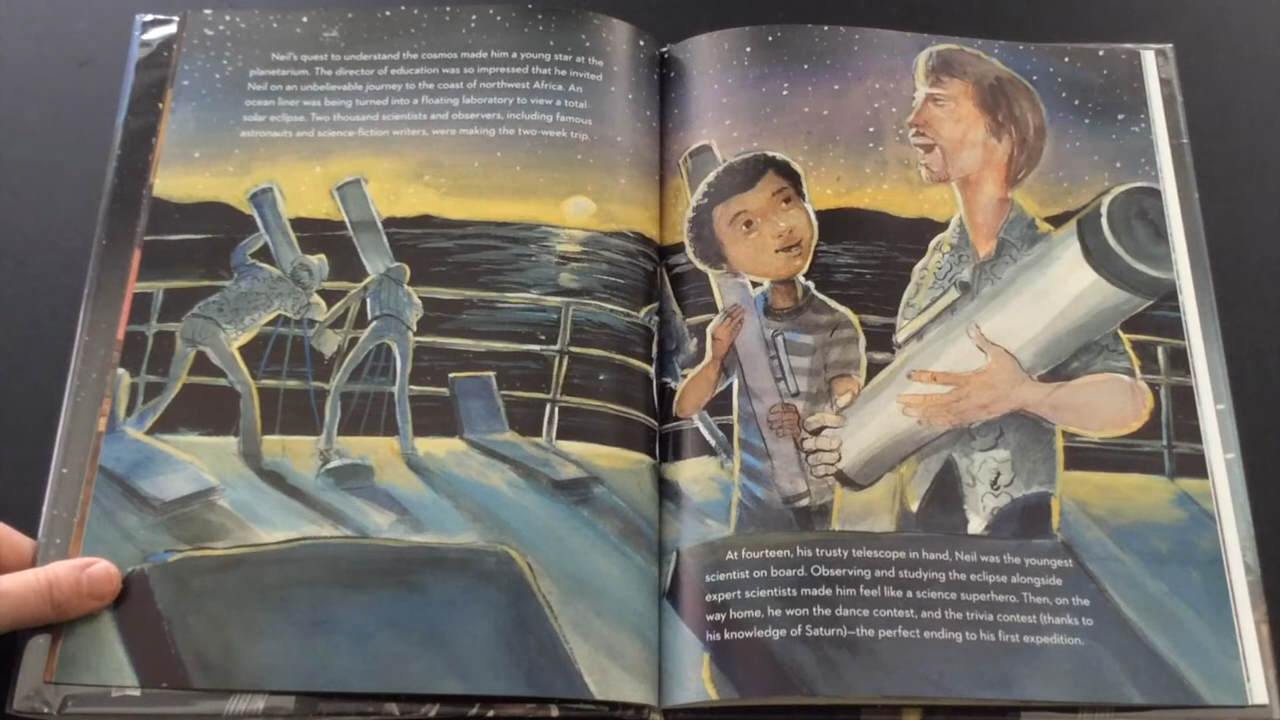 Neil's quest to understand the cosmos made him a young star at the
planetarium. The director of education was so impressed that he invited
Neil on an unbelievable journey to the coast of northwest Africa. An
ocean liner was being turned into a floating laboratory to view a total
solar eclipse. Two thousand scientists and observers, including famous
astronauts and science-fiction writers, were making the two-week trip.
At fourteen, his trusty telescope in hand, Neil was the youngest
scientist on board. Observing and studying the eclipse alongside
expert scientists made him feel like a science superhero. Then, on the
way home, he won the dance contest, and the trivia contest (thanks to
his knowledge of Saturn)—the perfect ending to his first expedition.